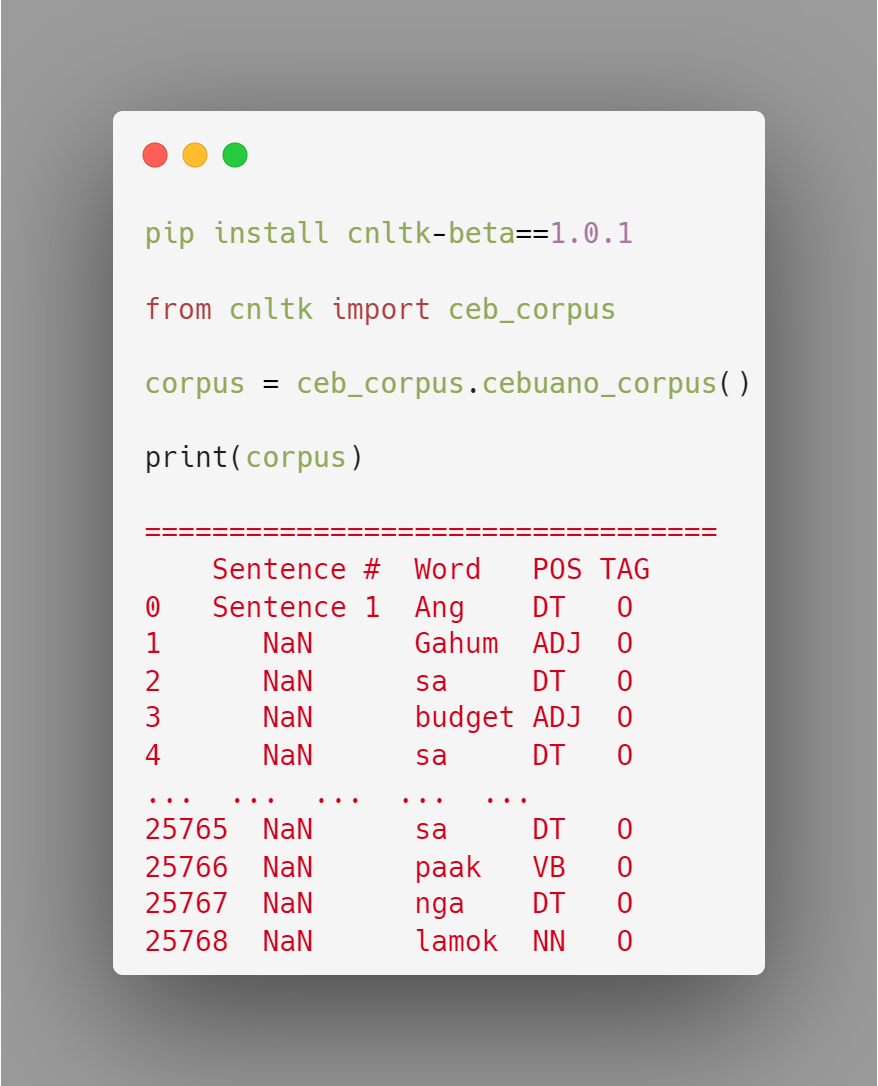 pip install cnltk-beta==1.0.1
from cnltk import ceb_corpus
corpus = ceb_corpus.cebuano_corpus()
print(corpus)
==================================
Sentence # Word POS TAG
0 Sentence 1 Ang DT O
1 NaN Gahum ADJ O
2 NaN sa DT O
3 NaN budget ADJ O
4 NaN sa DT O
... ... ... ... ...
25765 NaN sa DT O
25766 NaN paak VB O
25767 NaN nga DT O
25768 NaN lamok NN O